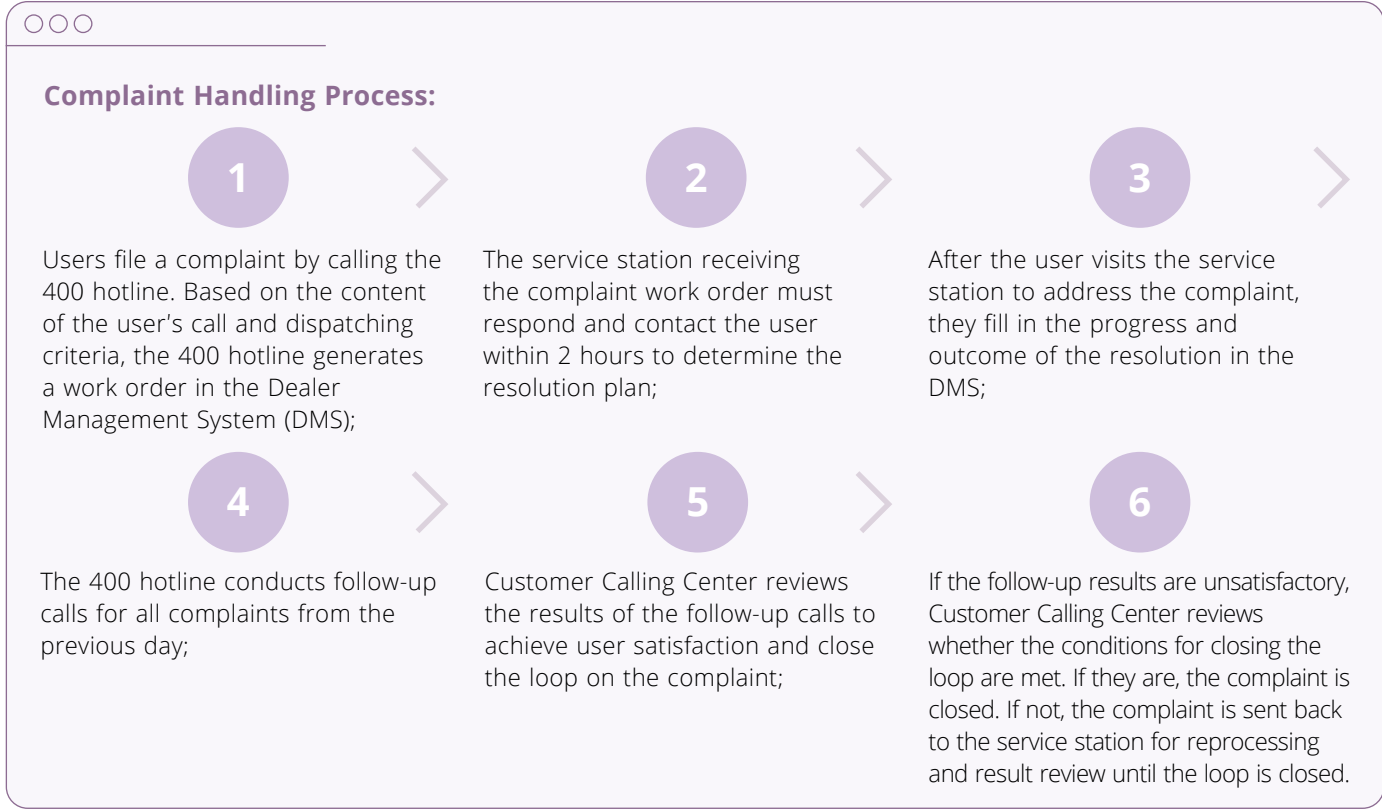 Complaint Handling Process:
1
Users file a complaint by calling the
400 hotline. Based on the content
of the user's call and dispatching
criteria, the 400 hotline generates
a work order in the Dealer
Management System (DMS);
2
The service station receiving
the complaint work order must
respond and contact the user
within 2 hours to determine the
resolution plan;
3
After the user visits the service
station to address the complaint,
they fill in the progress and
outcome of the resolution in the
DMS;
4
The 400 hotline conducts follow-up
calls for all complaints from the
previous day;
5
Customer Calling Center reviews
the results of the follow-up calls to
achieve user satisfaction and close
the loop on the complaint;
6
If the follow-up results are unsatisfactory,
Customer Calling Center reviews
whether the conditions for closing the
loop are met. If they are, the complaint is
closed. If not, the complaint is sent back
to the service station for reprocessing
and result review until the loop is closed.